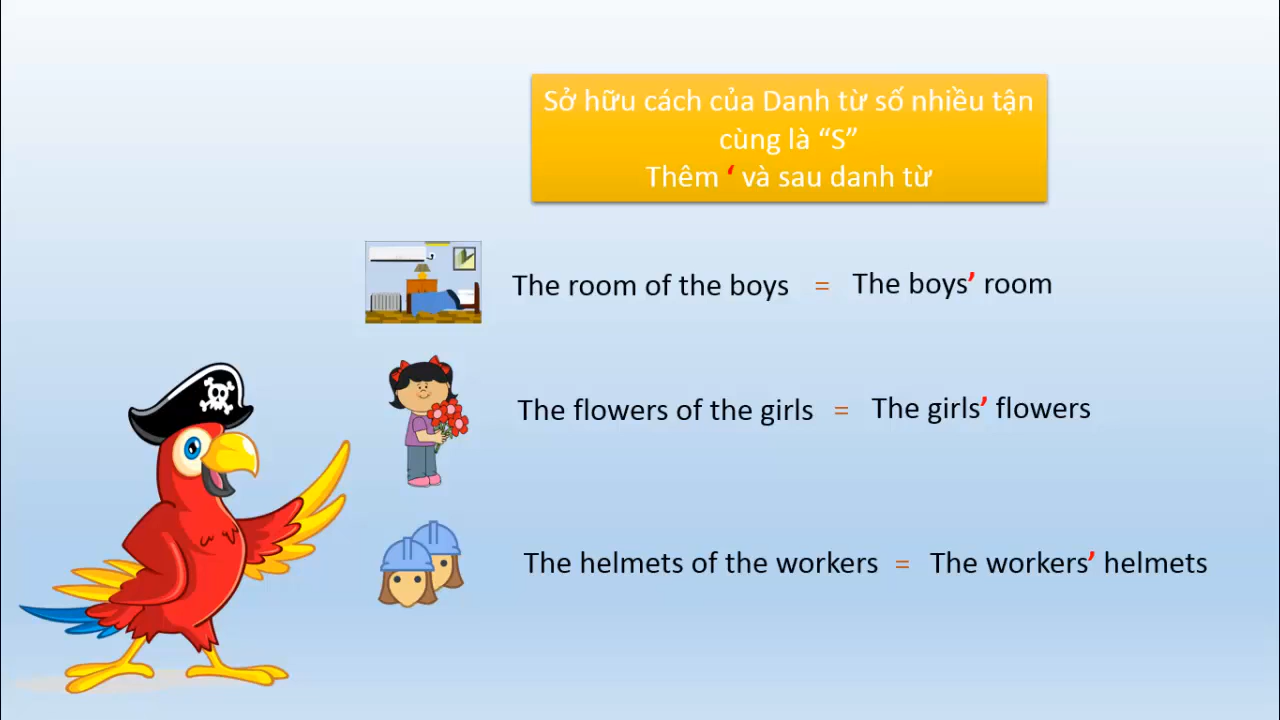 Sở hữu cách của Danh từ số nhiều tận
cùng là “S”
Thêm ‘ và sau danh từ
The room of the boys = The boys’ room
The flowers of the girls = The girls’ flowers
The helmets of the workers = The workers’ helmets